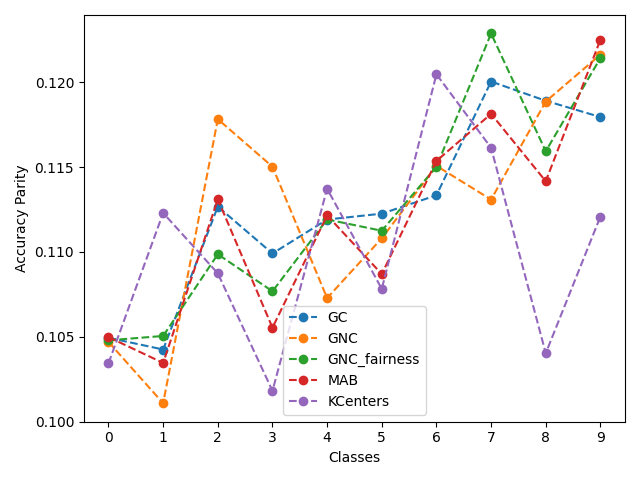 0.120
0.115
0.110
0.105
0.100
Accuracy Parity
GC
GNC
GNC_fairness
MAB
KCenters
0 1 2 3 4 5 6 7 8 9
Classes